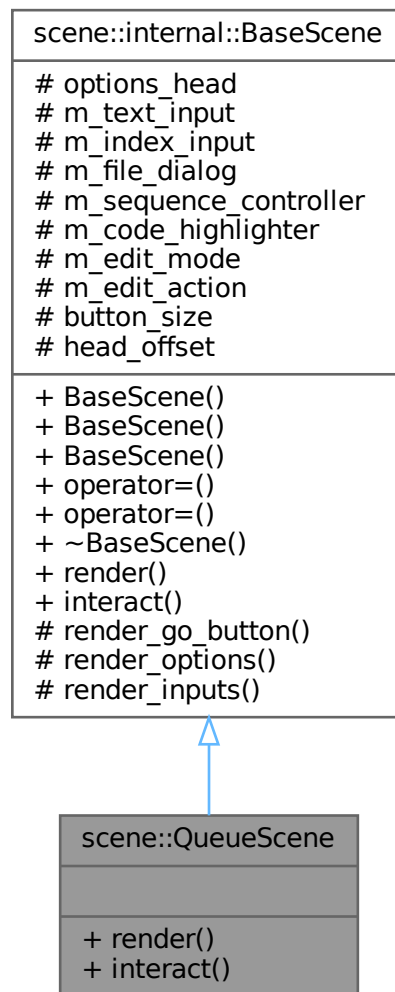 scene::internal::BaseScene
# options_head
# m_text_input
# m_index_input
# m_file_dialog
# m_sequence_controller
# m_code_highlighter
# m_edit_mode
# m_edit_action
# button_size
# head_offset
+ BaseScene()
+ BaseScene()
+ BaseScene()
+ operator=()
+ operator=()
+ ~BaseScene()
+ render()
+ interact()
# render_go_button()
# render_options()
# render_inputs()
scene::QueueScene
+ render()
+ interact()